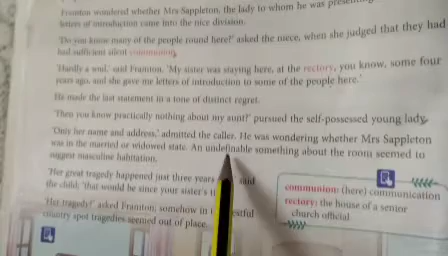 Framton wondered whether Mrs Sappleton, the lady to whom he was
letters of introduction came into the nice division.
'Do you know many of the people round here?' asked the niece, when she judged that they had
had sufficient silent communion.
'Hardly a soul,' said Framton. 'My sister was staying here, at the rectory, you know, some four
years ago, and she gave me letters of introduction to some of the people here.'
He made the last statement in a tone of distinct regret.
'Then you know practically nothing about my aunt?' pursued the self-possessed young lady.
'Only her name and address,' admitted the caller. He was wondering whether Mrs Sappleton
was in the married or widowed state. An undefinable something about the room seemed to
suggest masculine habitation.
'Her great tragedy happened just three years said
the child; 'that would be since your sister's
'Her tragedy?' asked Framton; somehow in
country spot tragedies seemed out of place.
communion: (here) communication
rectory: the house of a senior
church official